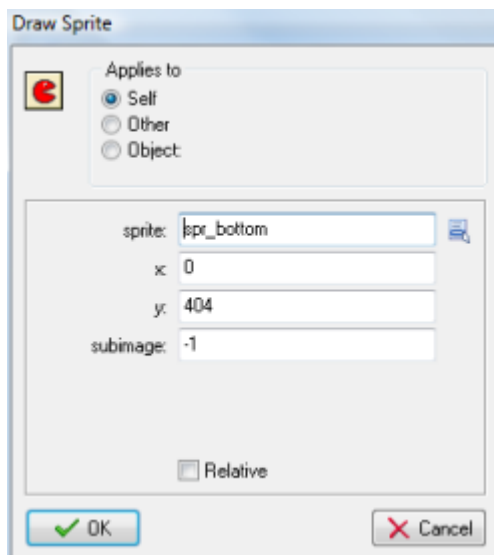 Draw Sprite
Applies to
Self
Other
Object:
sprite: spr_bottom
x: 0
y: 404
subimage: -1
Relative
OK
Cancel